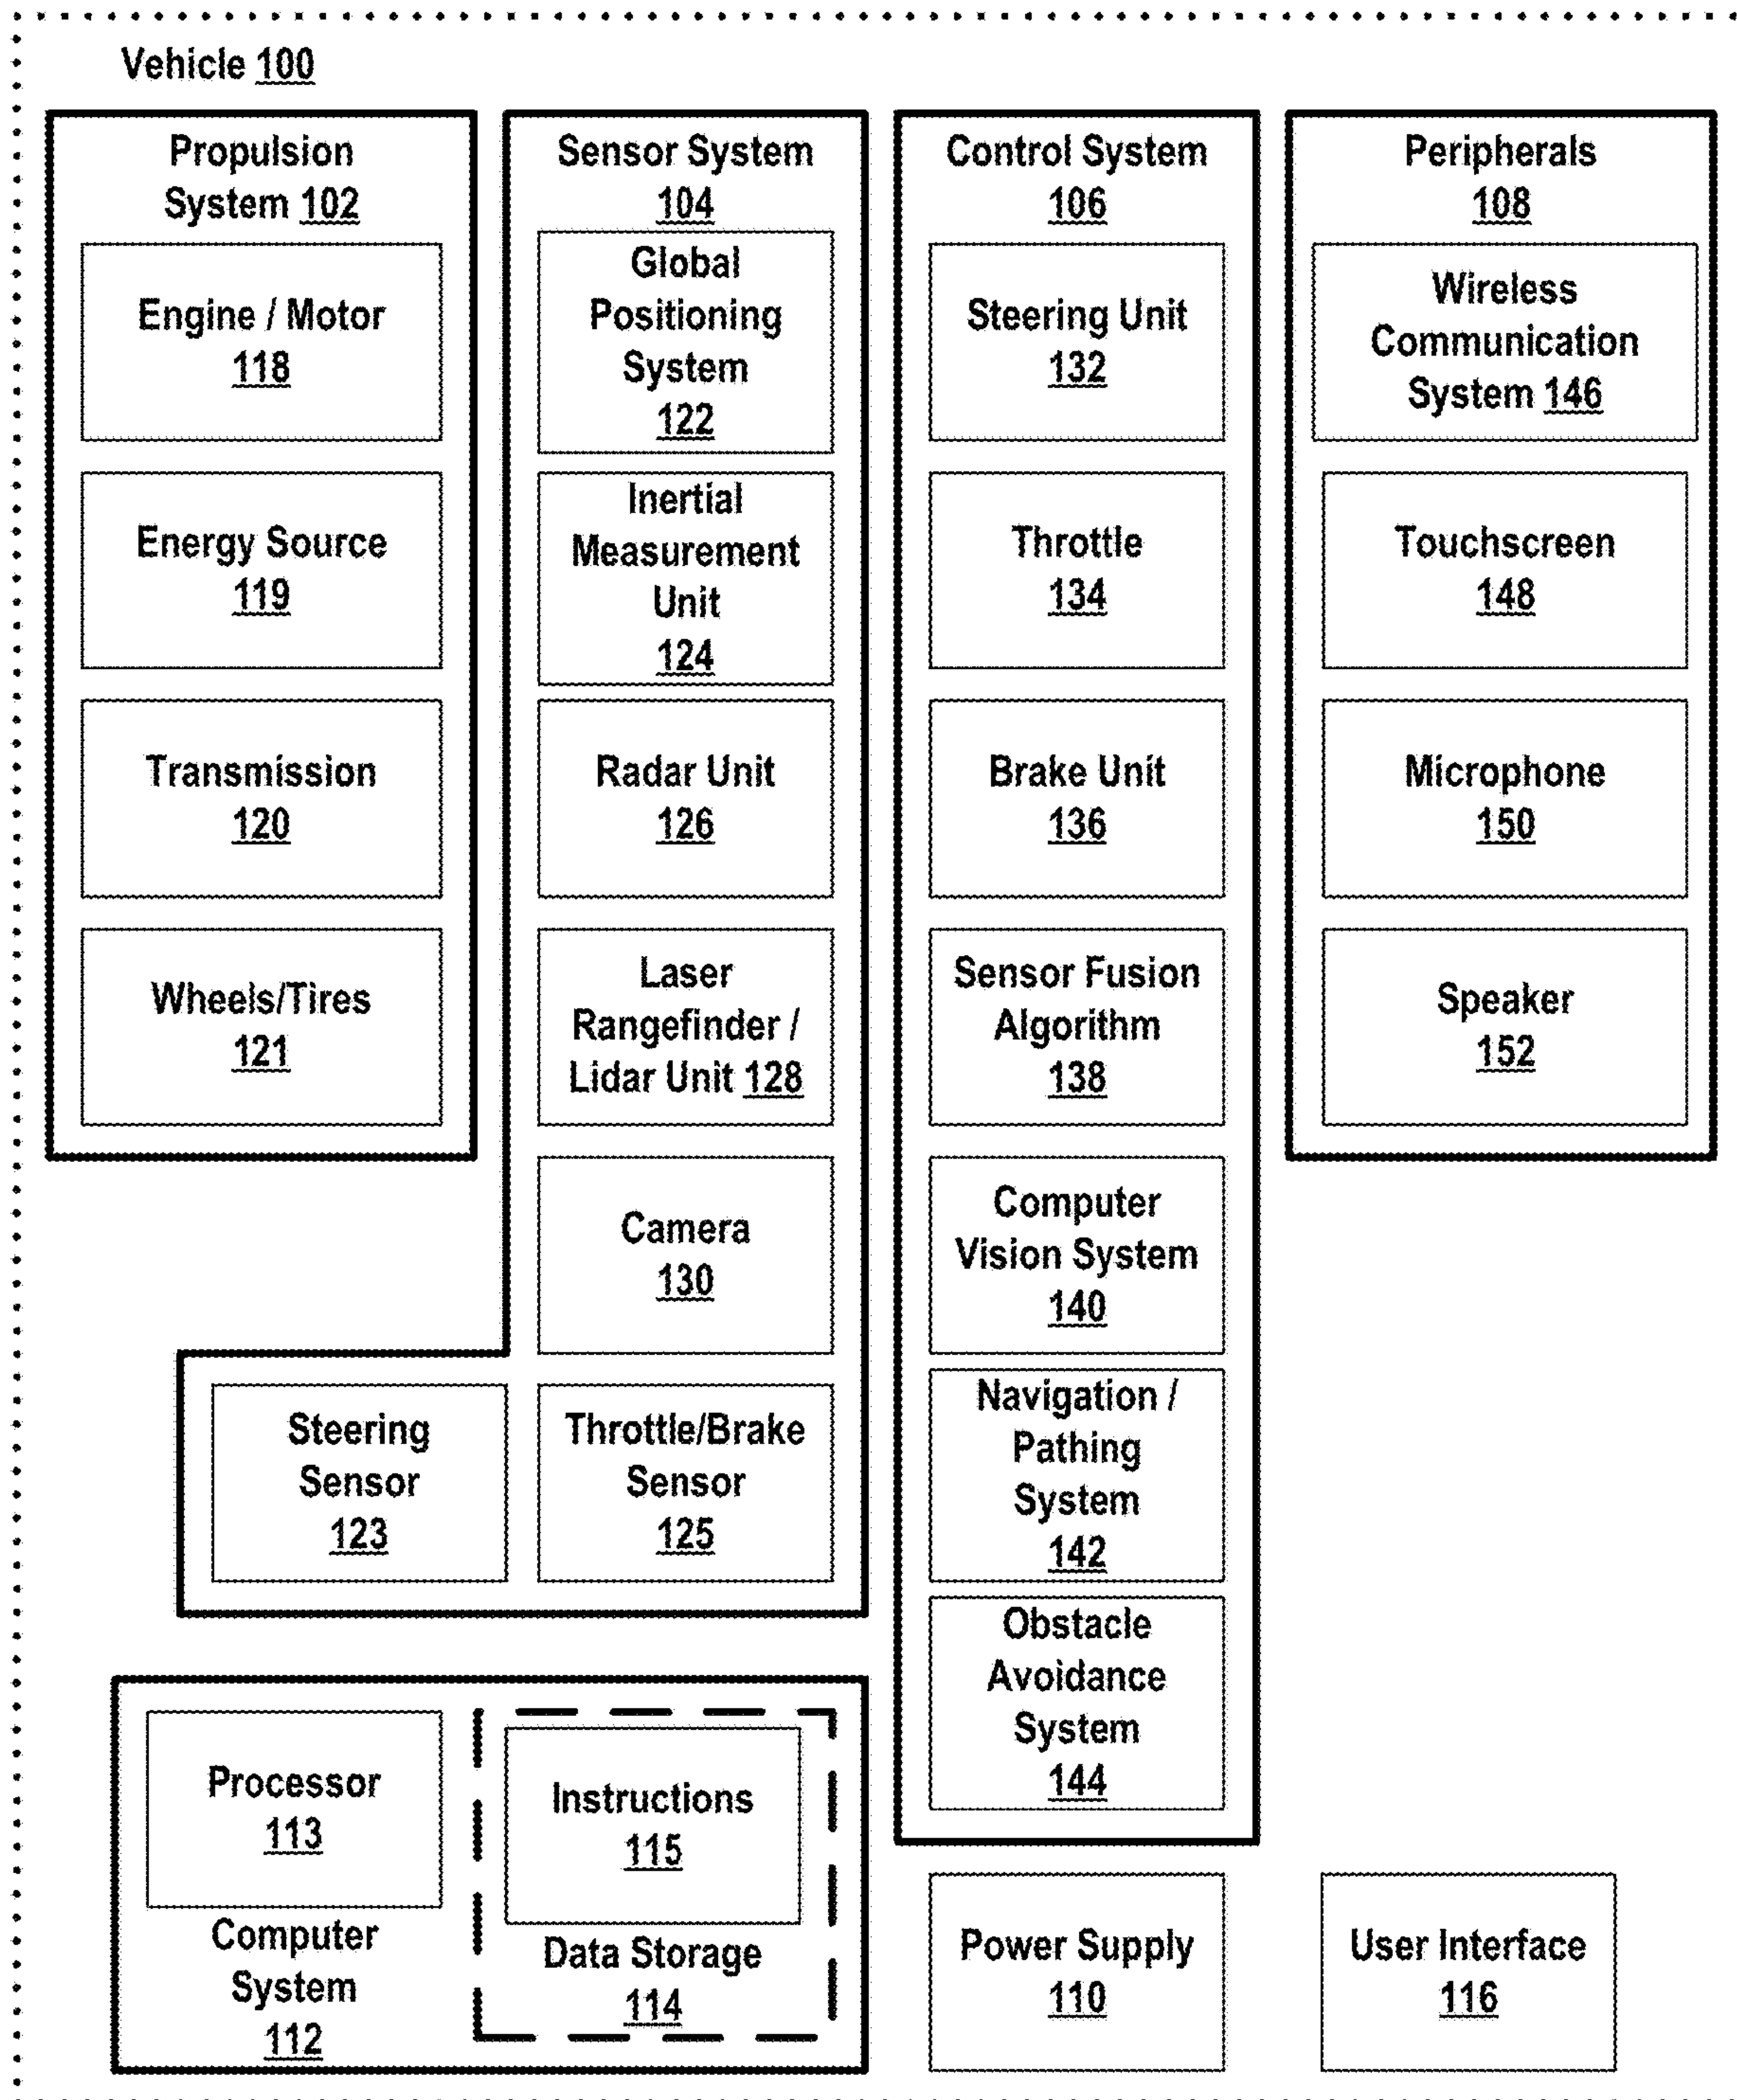 Vehicle 100
Propulsion
System 102
Engine / Motor
118
Energy Source
119
Transmission
120
Wheels/Tires
121
Sensor System
104
Global
Positioning
System
122
Inertial
Measurement
Unit
124
Radar Unit
126
Laser
Rangefinder /
Lidar Unit 128
Camera
130
Steering
Sensor
123
Throttle/Brake
Sensor
125
Control System
106
Steering Unit
132
Throttle
134
Brake Unit
136
Sensor Fusion
Algorithm
138
Computer
Vision System
140
Navigation /
Pathing
System
142
Obstacle
Avoidance
System
144
Peripherals
108
Wireless
Communication
System 146
Touchscreen
148
Microphone
150
Speaker
152
Processor
113
Computer
System
112
Instructions
115
Data Storage
114
Power Supply
110
User Interface
116